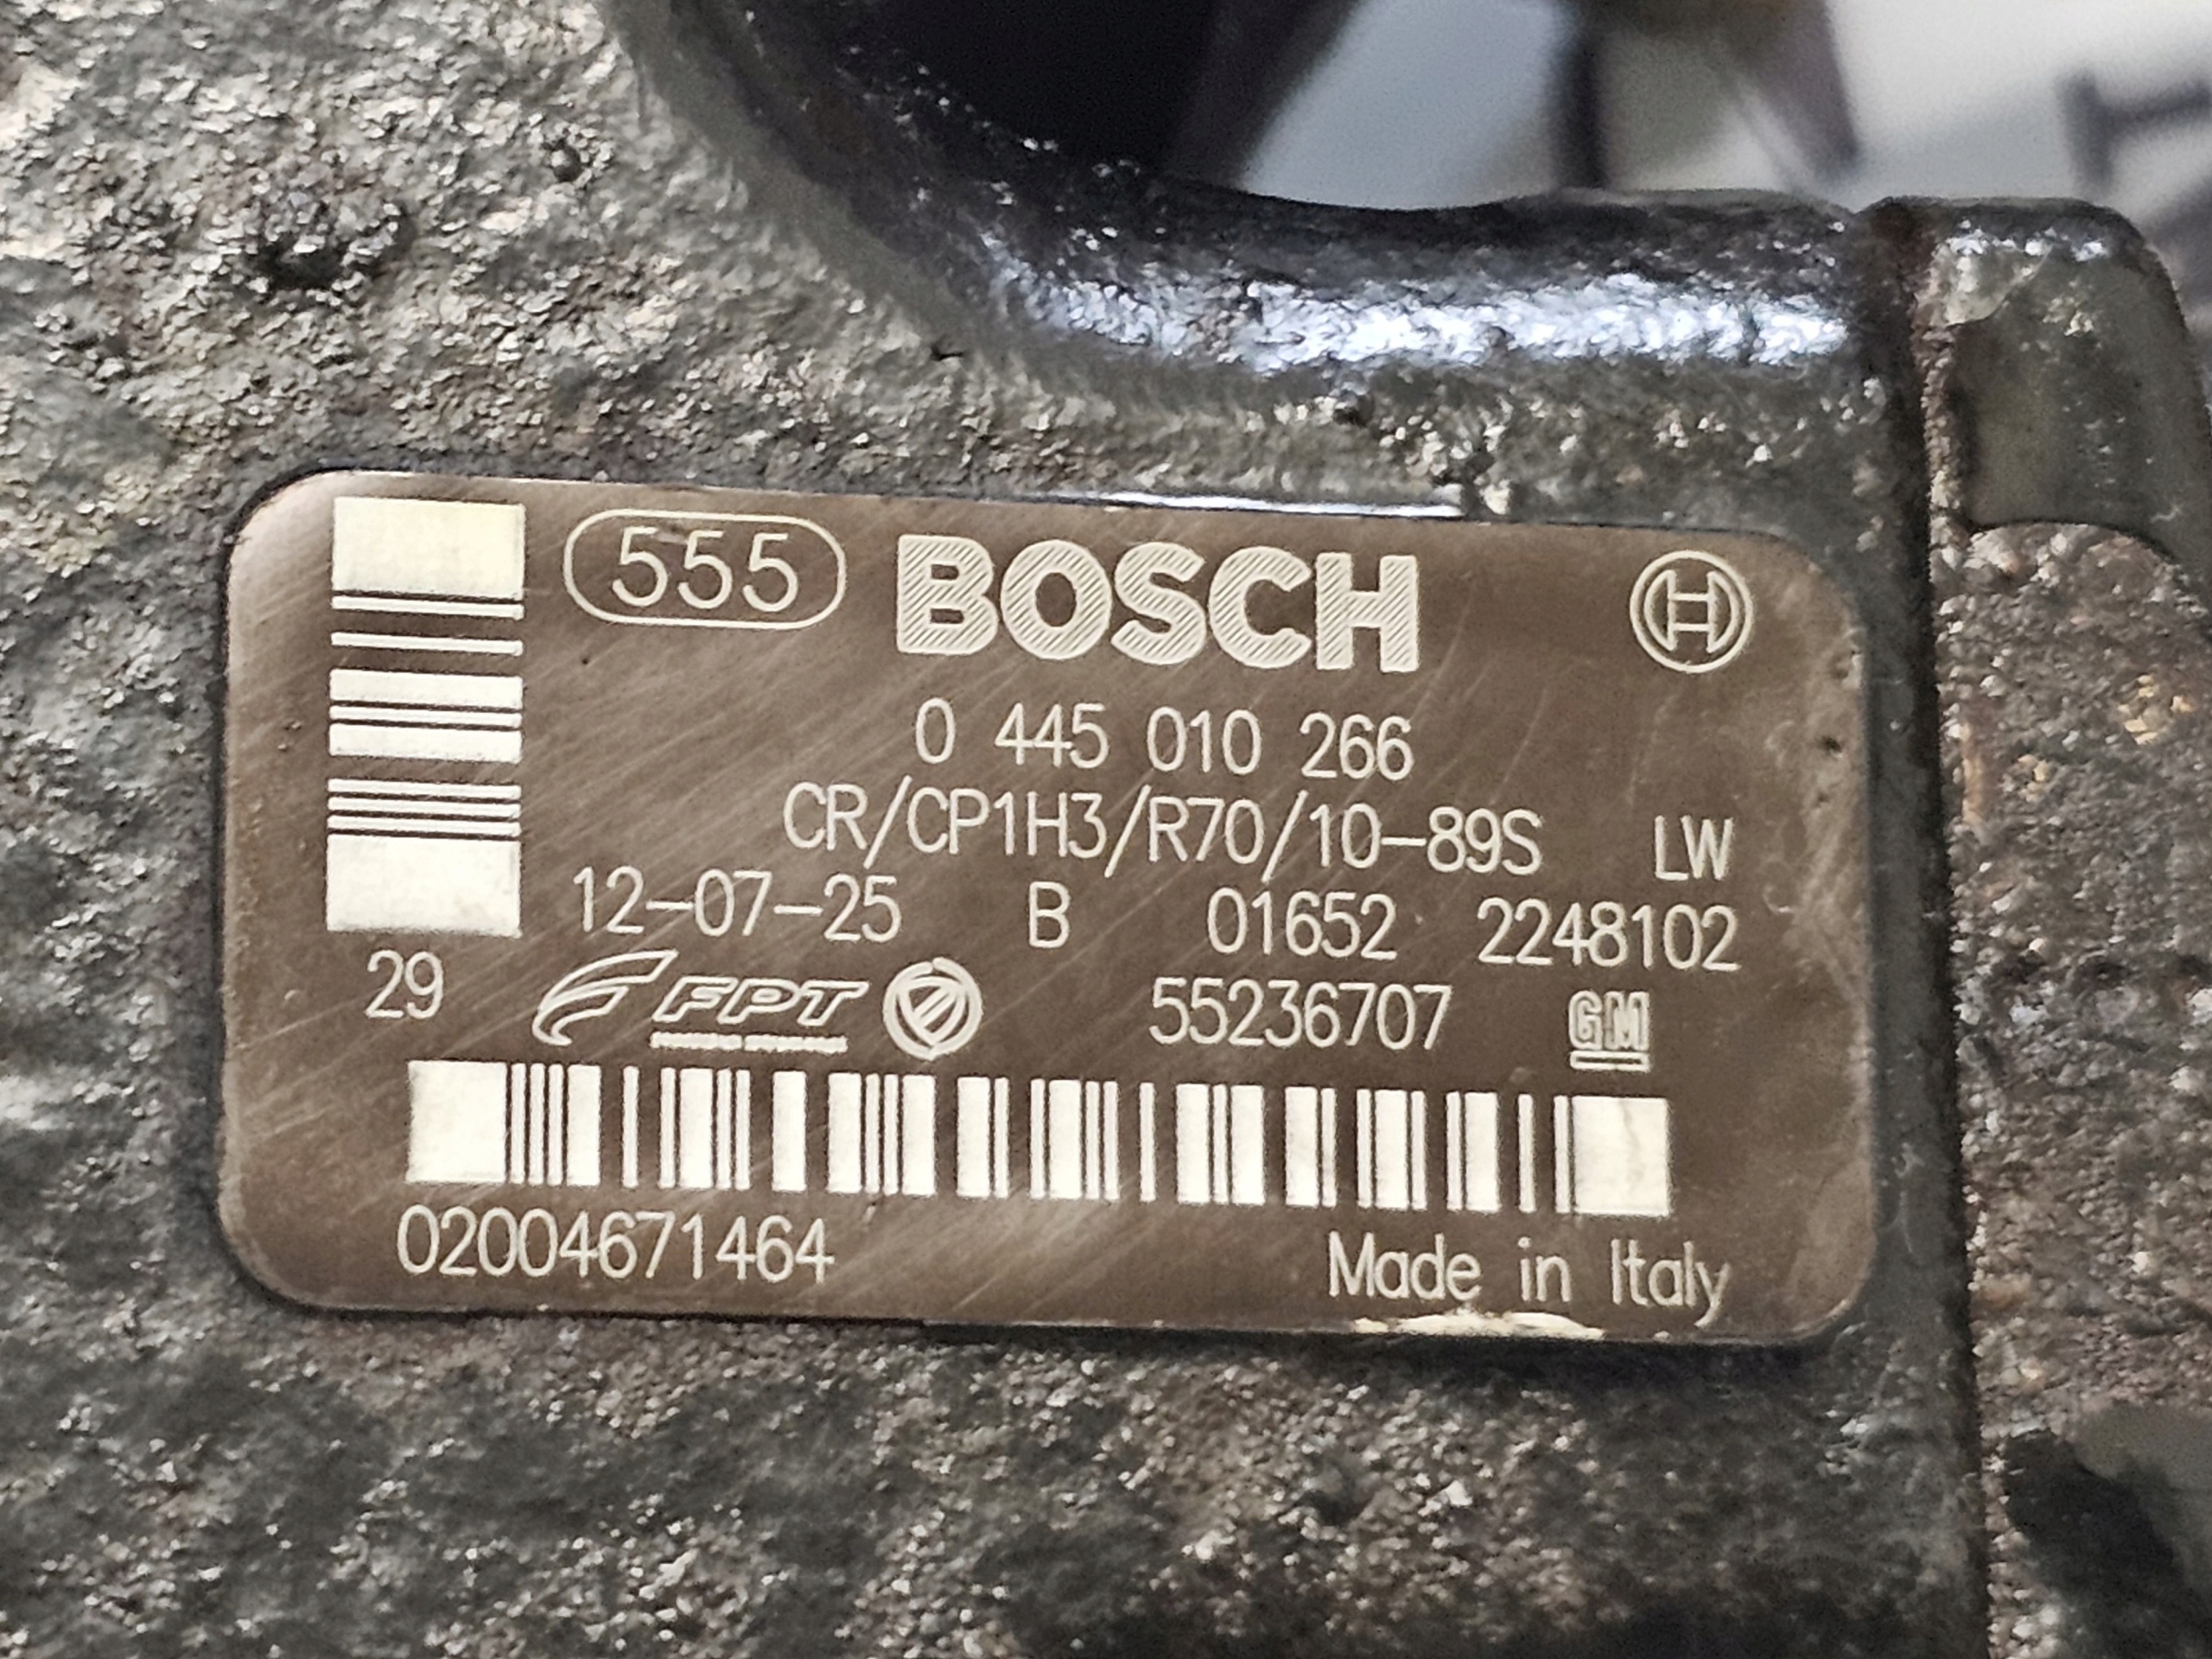 555 BOSCH
0 445 010 266
CR/CP1H3/R70/10-89S LW
12-07-25 B 01652 2248102
29 FPT 55236707 GM
02004671464 Made in Italy